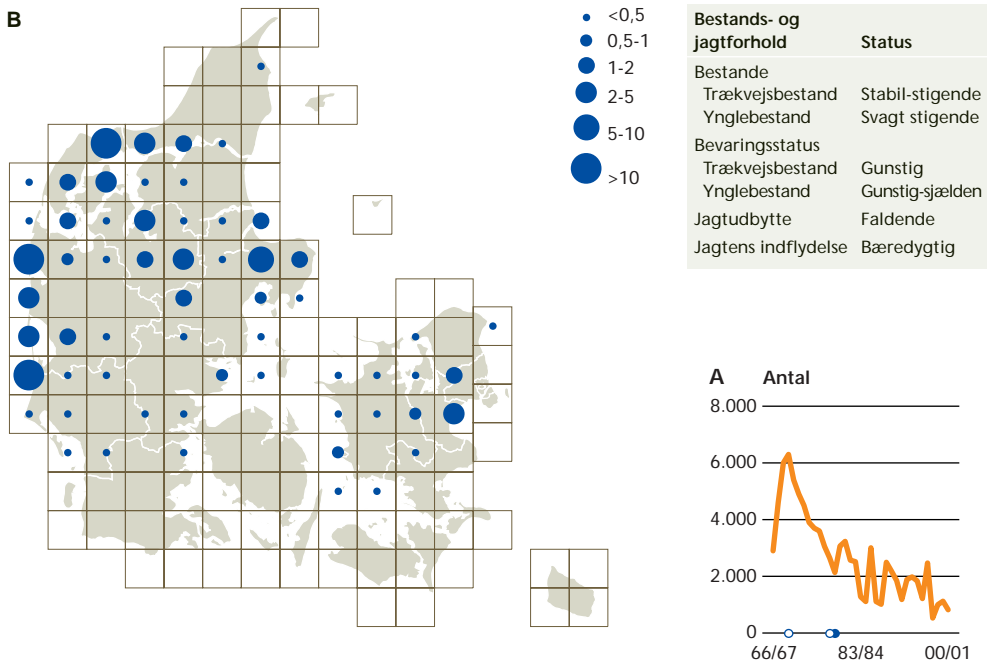 B
<0,5
0,5-1
1-2
2-5
5-10
>10
Bestands- og
jagtforhold Status
Bestande
Trækvejsbestand Stabil-stigende
Ynglebestand Svagt stigende
Bevaringsstatus
Trækvejsbestand Gunstig
Ynglebestand Gunstig-sjælden
Jagtudbytte Faldende
Jagtens indflydelse Bæredygtig
A Antal
8.000
6.000
4.000
2.000
0
66/67 83/84 00/01